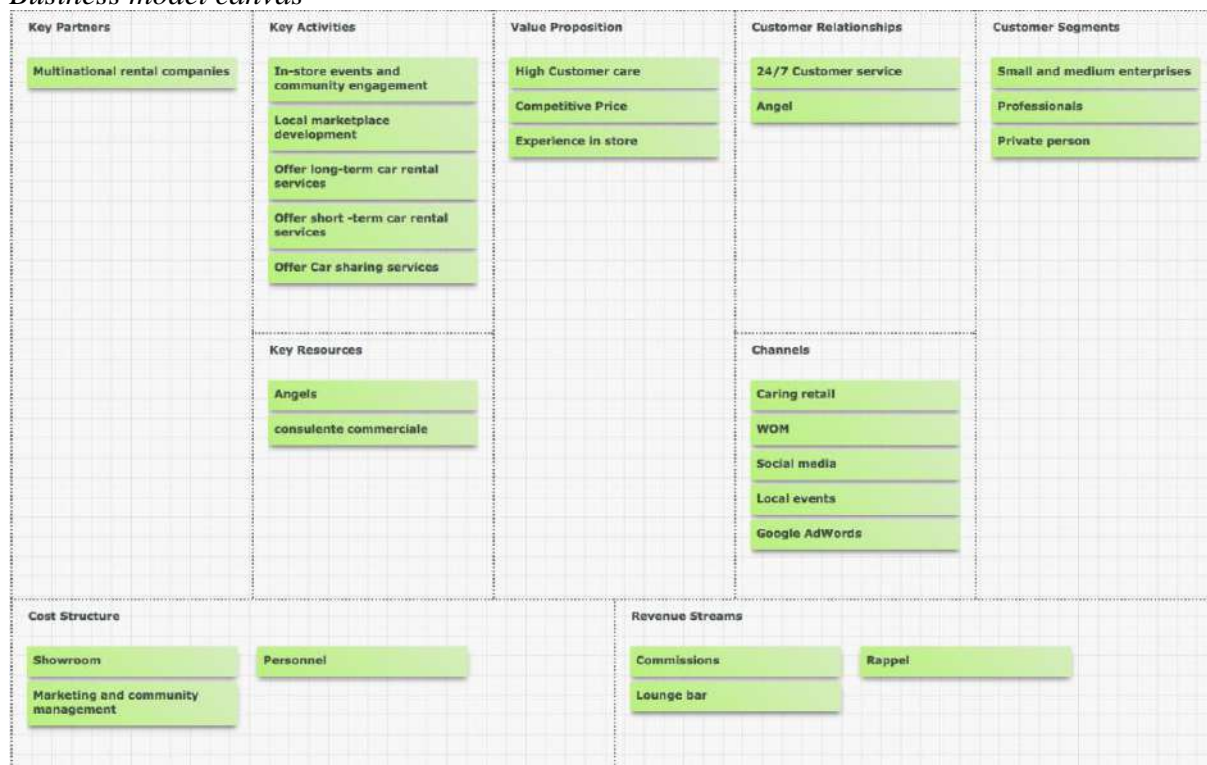 Business model canvas
Key Partners
Multinational rental companies
Key Activities
In-store events and
community engagement
Local marketplace
development
Offer long-term car rental
services
Offer short -term car rental
services
Offer Car sharing services
Key Resources
Angels
consulente commerciale
Value Proposition
High Customer care
Competitive Price
Experience in store
Customer Relationships
24/7 Customer service
Angel
Channels
Caring retail
WOM
Social media
Local events
Google AdWords
Customer Segments
Small and medium enterprises
Professionals
Private person
Cost Structure
Showroom
Personnel
Marketing and community
management
Revenue Streams
Commissions
Rappel
Lounge bar